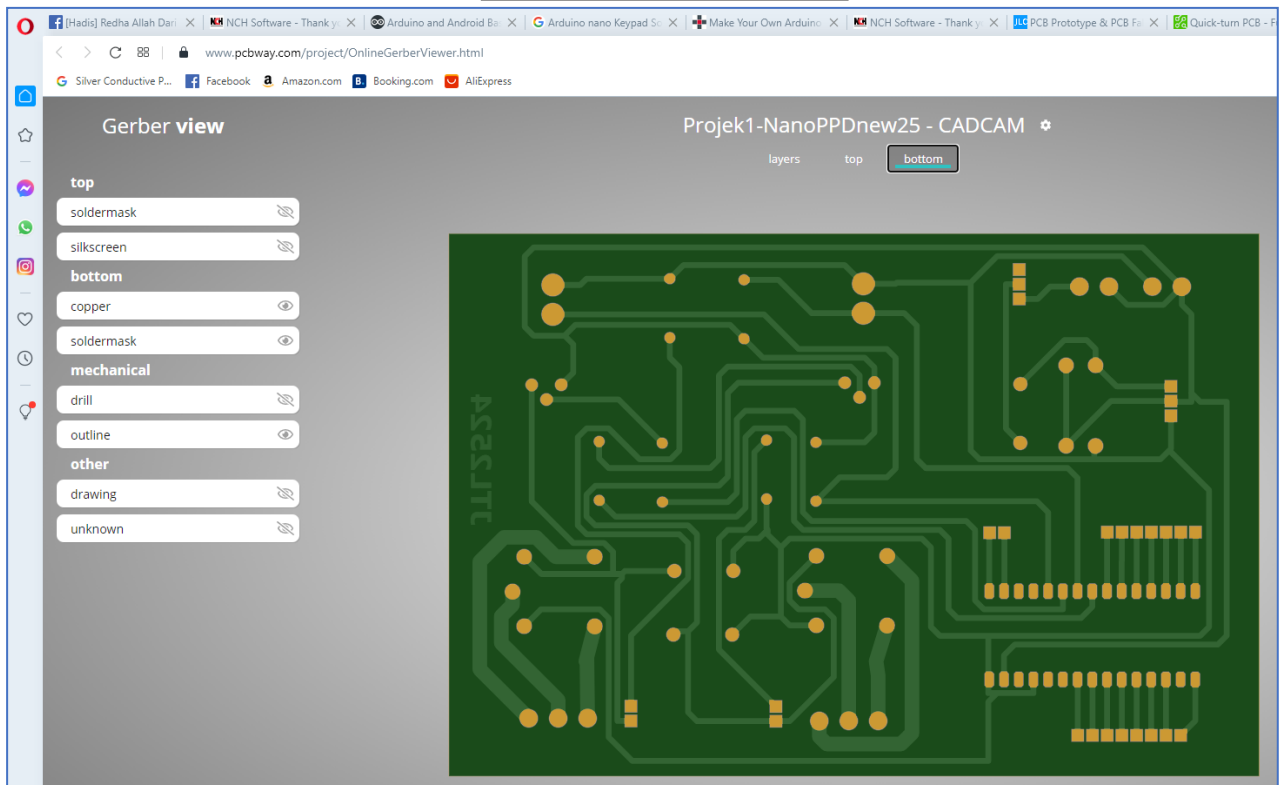 [Hadis] Redha Allah Dari
NCH Software - Thank y
Arduino and Android Ba
Arduino nano Keypad S
Make Your Own Arduino
NCH Software - Thank y
PCB Prototype & PCB Fa
Quick-turn PCB - F
www.pcbway.com/project/OnlineGerberViewer.html
Silver Conductive P...
Facebook
Amazon.com
Booking.com
AliExpress
Gerber view
Projek1-NanoPPDnew25 - CADCAM
layers
top
bottom
top
soldermask
silkscreen
bottom
copper
soldermask
mechanical
drill
outline
other
drawing
unknown
JTL2524